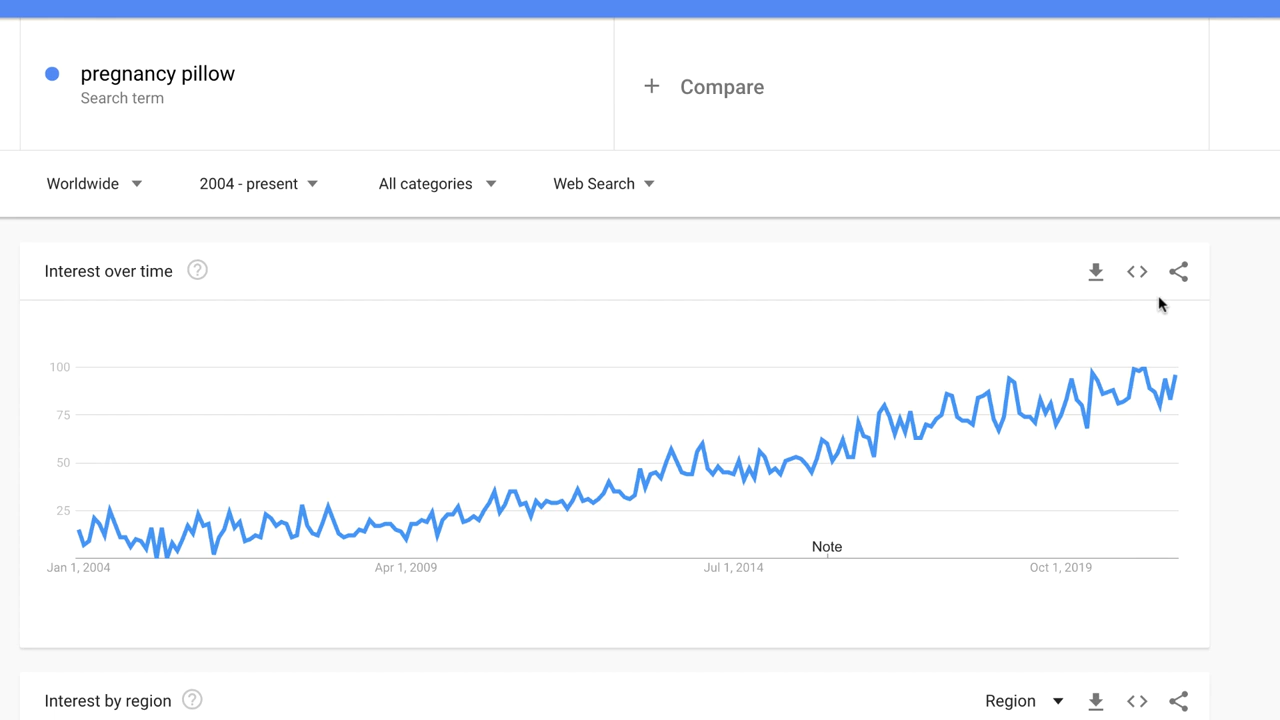 pregnancy pillow
Search term
+ Compare
Worldwide 2004 - present All categories Web Search
Interest over time ?
100
75
50
25
Note
Jan 1, 2004 Apr 1, 2009 Jul 1, 2014 Oct 1, 2019
Interest by region ? Region